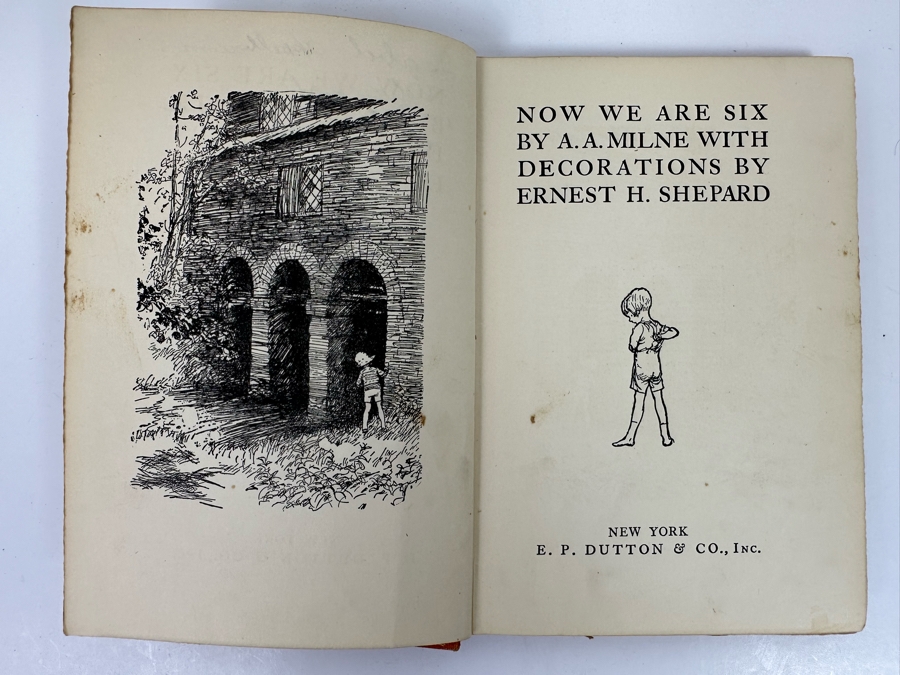 NOW WE ARE SIX
BY A. A. MILNE WITH
DECORATIONS BY
ERNEST H. SHEPARD
NEW YORK
E. P. DUTTON & CO., INC.